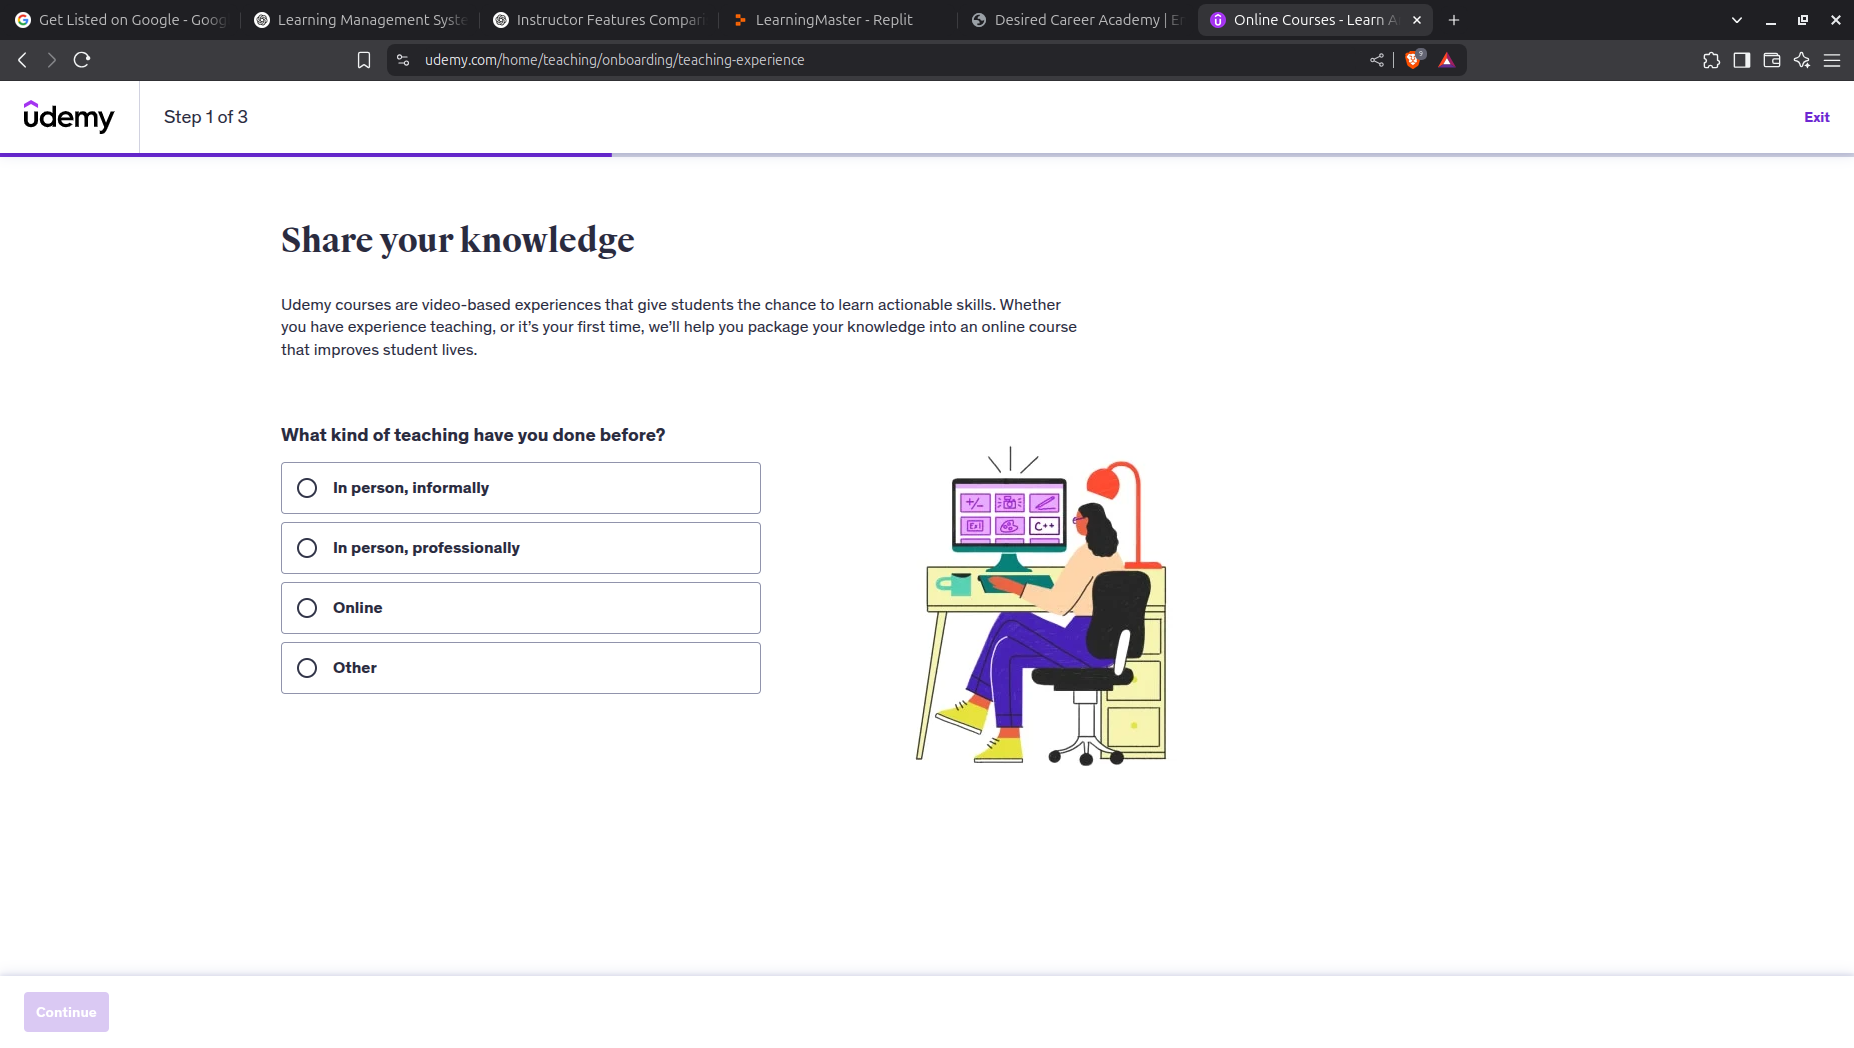 Get Listed on Google - Goog
Learning Management Syste
Instructor Features Compari
LearningMaster - Replit
Desired Career Academy | E
Online Courses - Learn A
udemy.com/home/teaching/onboarding/teaching-experience
9
udemy
Step 1 of 3
Exit
Share your knowledge
Udemy courses are video-based experiences that give students the chance to learn actionable skills. Whether
you have experience teaching, or it’s your first time, we’ll help you package your knowledge into an online course
that improves student lives.
What kind of teaching have you done before?
In person, informally
In person, professionally
Online
Other
+/-
C++
Continue